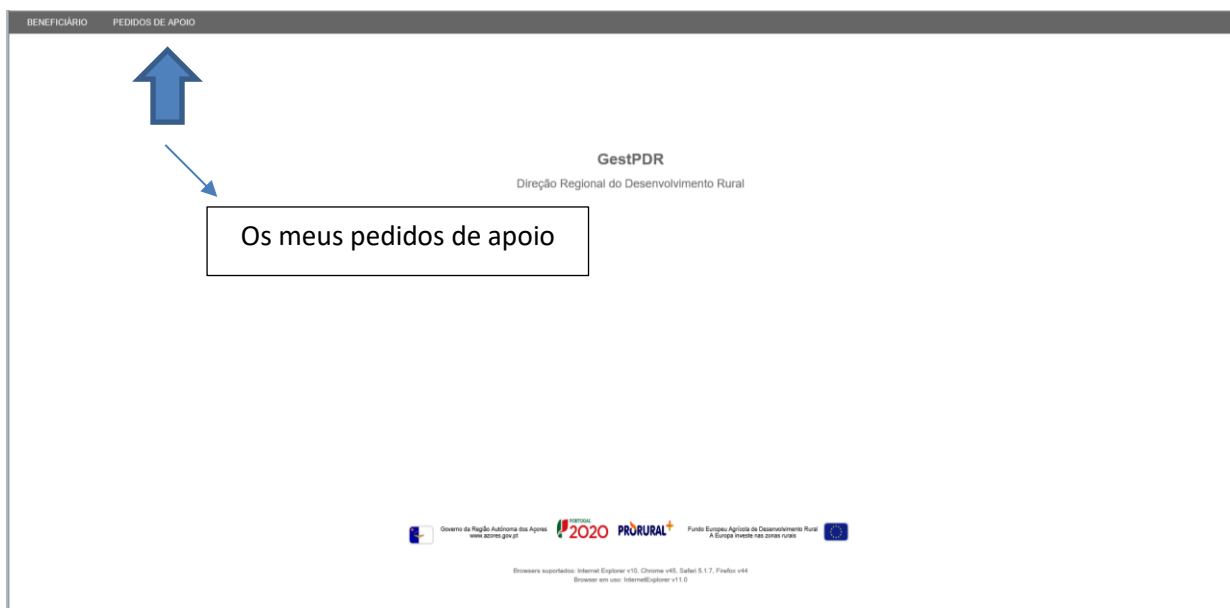 BENEFICIÁRIO PEDIDOS DE APOIO
GestPDR
Direção Regional do Desenvolvimento Rural
Os meus pedidos de apoio
Governo da Região Autónoma dos Açores
www.azores.gov.pt
PORTUGAL
2020
PRORURAL+
Fundo Europeu Agrícola de Desenvolvimento Rural
A Europa investe nas zonas rurais
Browsers suportados: Internet Explorer v10, Chrome v45, Safari 5.1.7, Firefox v44
Browser em uso: InternetExplorer v11.0